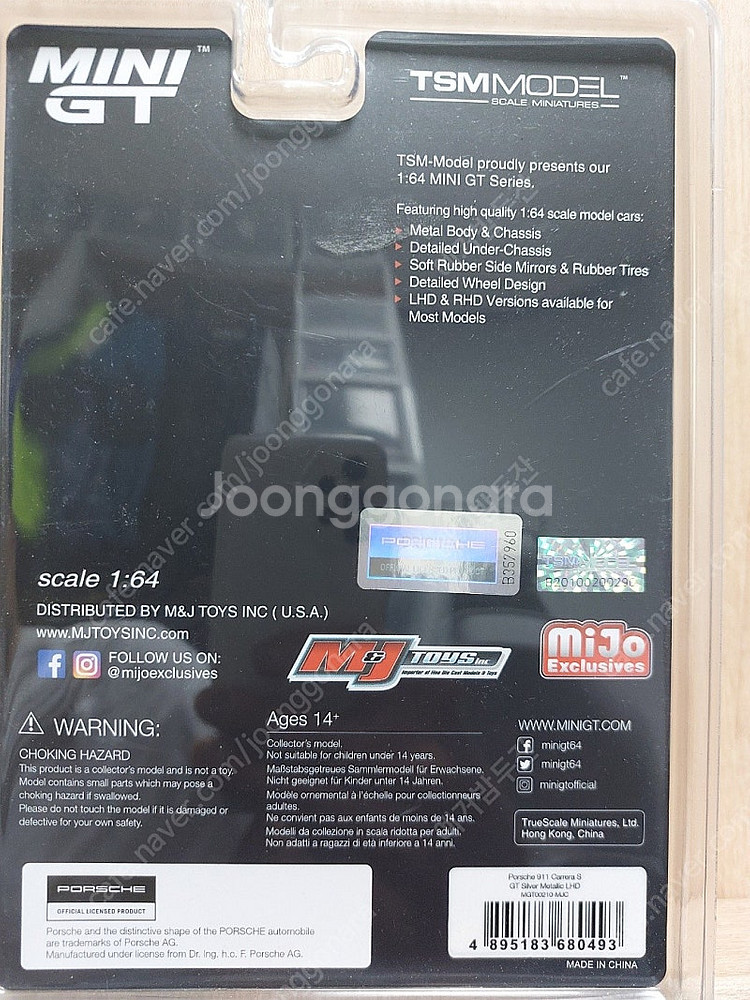 MINI GT™
TSMMODEL™
SCALE MINIATURES
TSM-Model proudly presents our
1:64 MINI GT Series.
Featuring high quality 1:64 scale model cars:
Metal Body & Chassis
Detailed Under-Chassis
Soft Rubber Side Mirrors & Rubber Tires
Detailed Wheel Design
LHD & RHD Versions available for
Most Models
Joonggonara
cafe.naver.com/joonggonara
PORSCHE
B357960
scale 1:64
DISTRIBUTED BY M&J TOYS INC ( U.S.A.)
www.MJTOYSINC.com
FOLLOW US ON:
@mijoexclusives
M&J TOYS inc
Importer of Fine Die Cast Models & Toys
MiJo
Exclusives
WARNING:
CHOKING HAZARD
This product is a collector's model and is not a toy.
Model contains small parts which may pose a
choking hazard if swallowed.
Please do not touch the model if it is damaged or
defective for your own safety.
Ages 14+
Collector's model.
Not suitable for children under 14 years.
Maßstabsgetreues Sammlermodell für Erwachsene.
Nicht geeignet für Kinder unter 14 Jahren.
Modèle ornemental à l'échelle pour collectionneurs
adultes.
Ne convient pas aux enfants de moins de 14 ans.
Modelli da collezione in scala ridotta per adulti.
Non adatti a ragazzi di età inferiore a 14 anni.
WWW.MINIGT.COM
minigt64
minigt64
minigtofficial
TrueScale Miniatures, Ltd.
Hong Kong, China
PORSCHE
OFFICIAL LICENSED PRODUCT
Porsche and the distinctive shape of the PORSCHE automobile
are trademarks of Porsche AG.
Manufactured under license from Dr. Ing. h.c. F. Porsche AG.
Porsche 911 Carrera S
GT Silver Metallic LHD
MGT00210-MJC
4 895183 680493
MADE IN CHINA